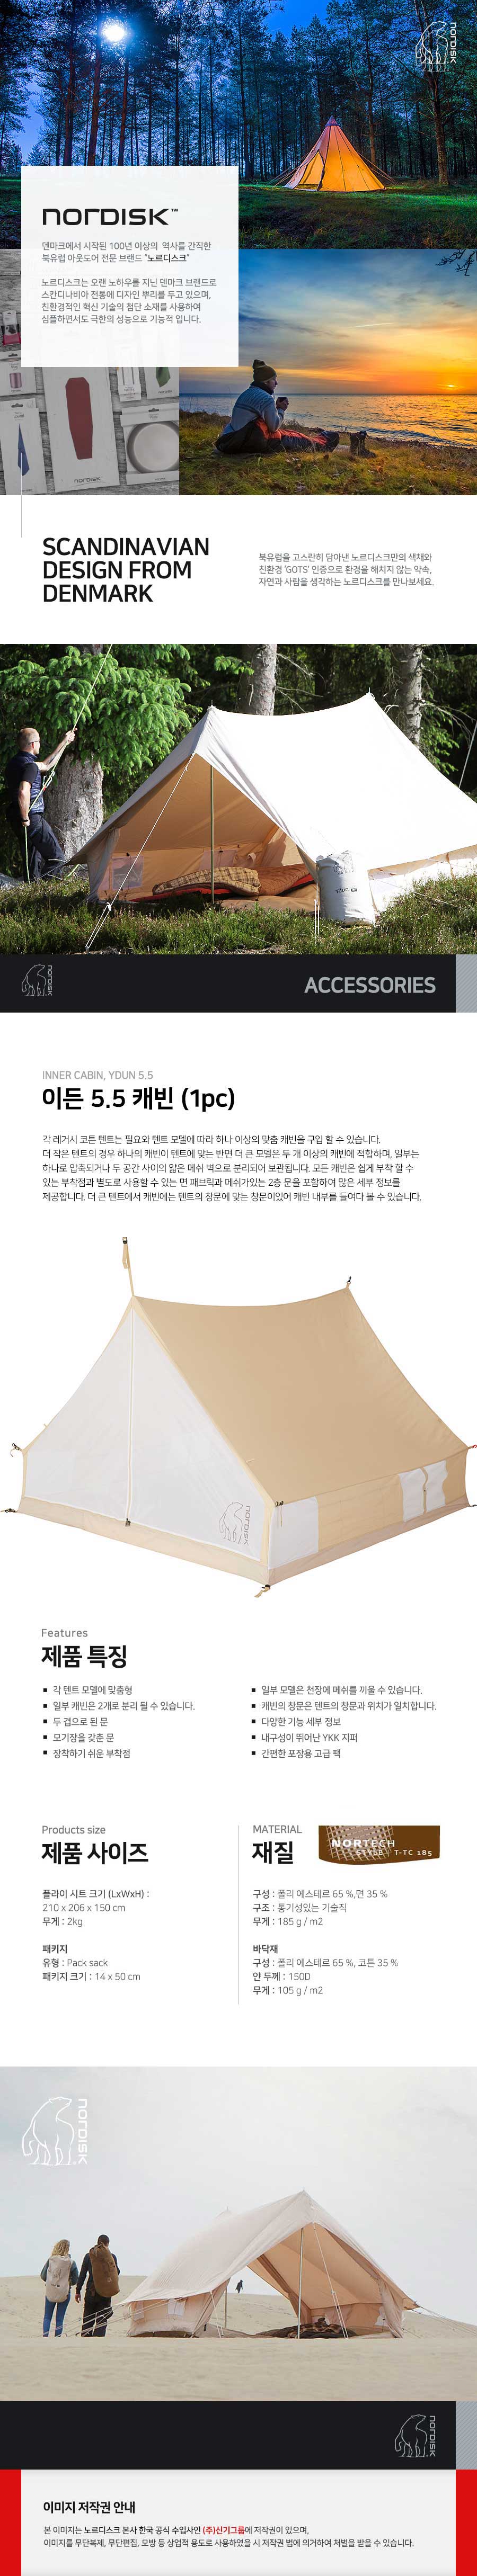 NORDISK
NORDISK™
덴마크에서 시작된 100년 이상의 역사를 간직한
북유럽 아웃도어 전문 브랜드 "노르디스크"
노르디스크는 오랜 노하우를 지닌 덴마크 브랜드로
스칸디나비아 전통에 디자인 뿌리를 두고 있으며,
친환경적인 혁신 기술의 첨단 소재를 사용하여
심플하면서도 극한의 성능으로 기능적 입니다.
NORDISK
SCANDINAVIAN
DESIGN FROM
DENMARK
북유럽을 고스란히 담아낸 노르디스크만의 색채와
친환경 'GOTS' 인증으로 환경을 해치지 않는 약속,
자연과 사람을 생각하는 노르디스크를 만나보세요.
NORDISK
ACCESSORIES
INNER CABIN, YDUN 5.5
이든 5.5 캐빈 (1pc)
각 레거시 코튼 텐트는 필요와 텐트 모델에 따라 하나 이상의 맞춤 캐빈을 구입 할 수 있습니다.
더 작은 텐트의 경우 하나의 캐빈이 텐트에 맞는 반면 더 큰 모델은 두 개 이상의 캐빈에 적합하며, 일부는
하나로 압축되거나 두 공간 사이의 얇은 메쉬 벽으로 분리되어 보관됩니다. 모든 캐빈은 쉽게 부착 할 수
있는 부착점과 별도로 사용할 수 있는 면 패브릭과 메쉬가있는 2층 문을 포함하여 많은 세부 정보를
제공합니다. 더 큰 텐트에서 캐빈에는 텐트의 창문에 맞는 창문이있어 캐빈 내부를 들여다 볼 수 있습니다.
NORDISK
Features
제품 특징
■ 각 텐트 모델에 맞춤형
■ 일부 캐빈은 2개로 분리 될 수 있습니다.
■ 두 겹으로 된 문
■ 모기장을 갖춘 문
■ 장착하기 쉬운 부착점
■ 일부 모델은 천장에 메쉬를 끼울 수 있습니다.
■ 캐빈의 창문은 텐트의 창문과 위치가 일치합니다.
■ 다양한 기능 세부 정보
■ 내구성이 뛰어난 YKK 지퍼
■ 간편한 포장용 고급 팩
Products size
제품 사이즈
플라이 시트 크기 (LxWxH) :
210 x 206 x 150 cm
무게 : 2kg
패키지
유형 : Pack sack
패키지 크기 : 14 x 50 cm
MATERIAL
재질
NORTECH
T-TC 185
구성 : 폴리 에스테르 65 %,면 35 %
구조 : 통기성있는 기술직
무게 : 185 g / m2
바닥재
구성 : 폴리 에스테르 65 %, 코튼 35 %
얀 두께 : 150D
무게 : 105 g / m2
NORDISK
NORDISK
이미지 저작권 안내
본 이미지는 노르디스크 본사 한국 공식 수입사인 (주)신기그룹에 저작권이 있으며,
이미지를 무단복제, 무단편집, 모방 등 상업적 용도로 사용하였을 시 저작권 법에 의거하여 처벌을 받을 수 있습니다.